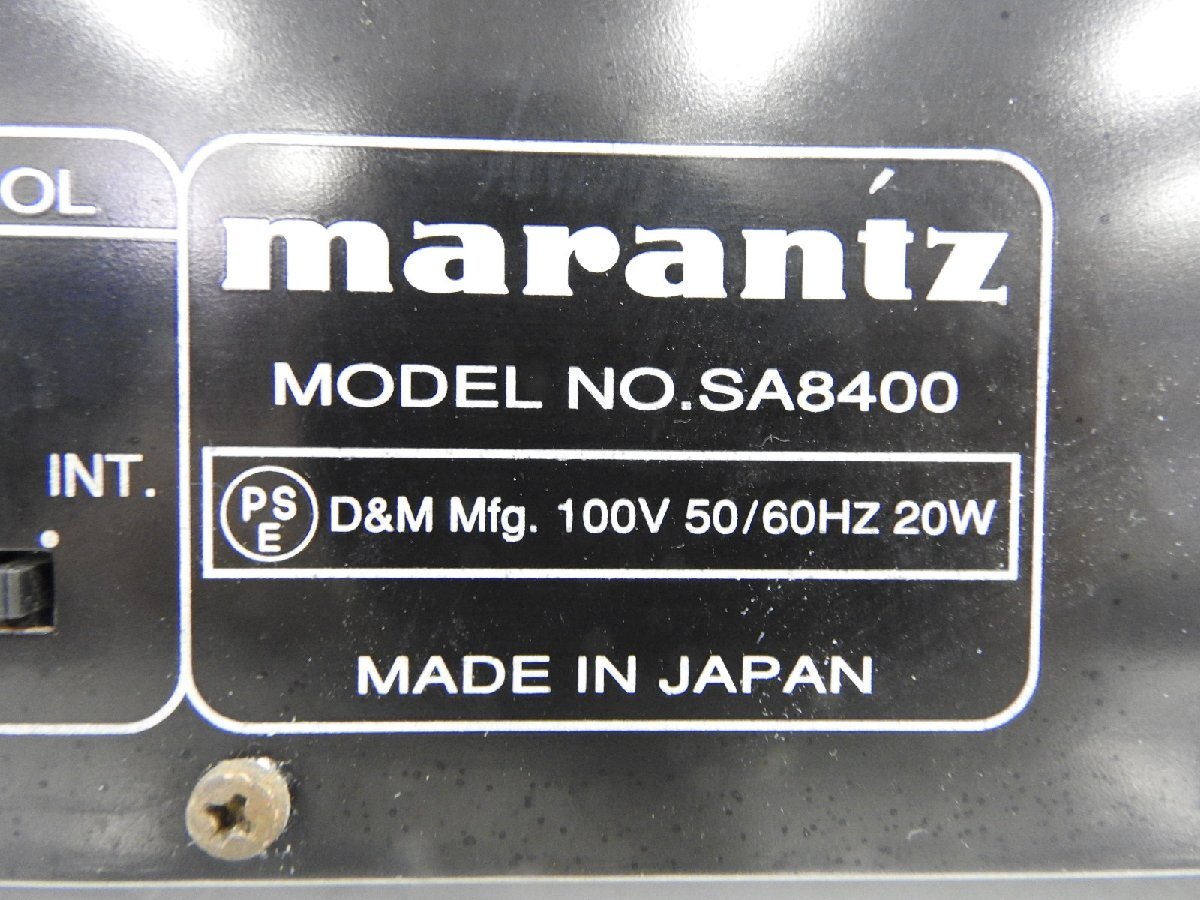 OL
marantz
MODEL NO.SA8400
INT.
PSE D&M Mfg. 100V 50/60Hz 20W
MADE IN JAPAN